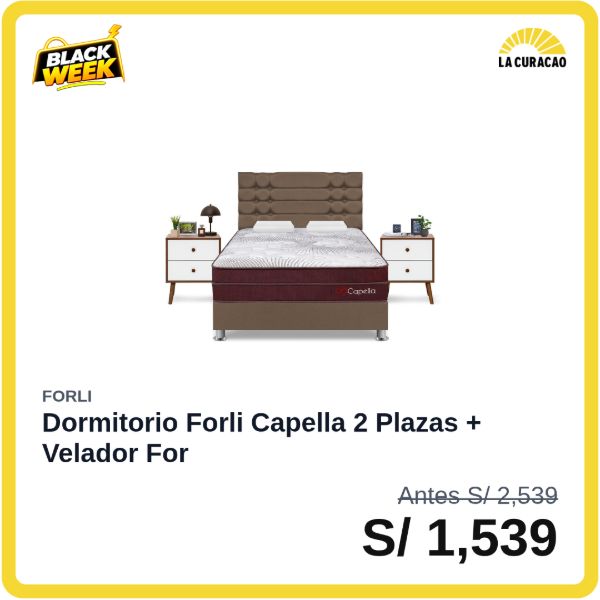 BLACK
WEEK
LA CURACAO
Capella
FORLI
Dormitorio Forli Capella 2 Plazas +
Velador For
Antes S/ 2,539
S/ 1,539